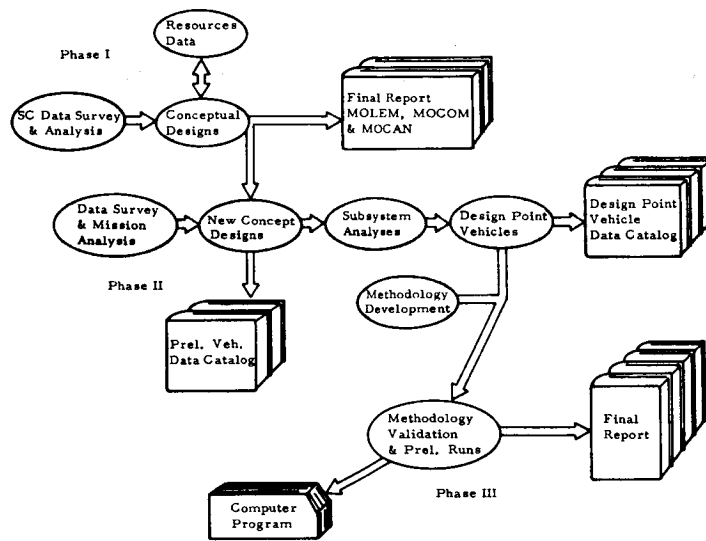 Resources
Data
Phase I
SC Data Survey
& Analysis
Conceptual
Designs
Final Report
MOLEM, MOCOM
& MOCAN
Data Survey
& Mission
Analysis
New Concept
Designs
Subsystem
Analyses
Design Point
Vehicles
Design Point
Vehicle
Data Catalog
Phase II
Methodology
Development
Prel. Veh.
Data Catalog
Methodology
Validation
& Prel. Runs
Final
Report
Phase III
Computer
Program